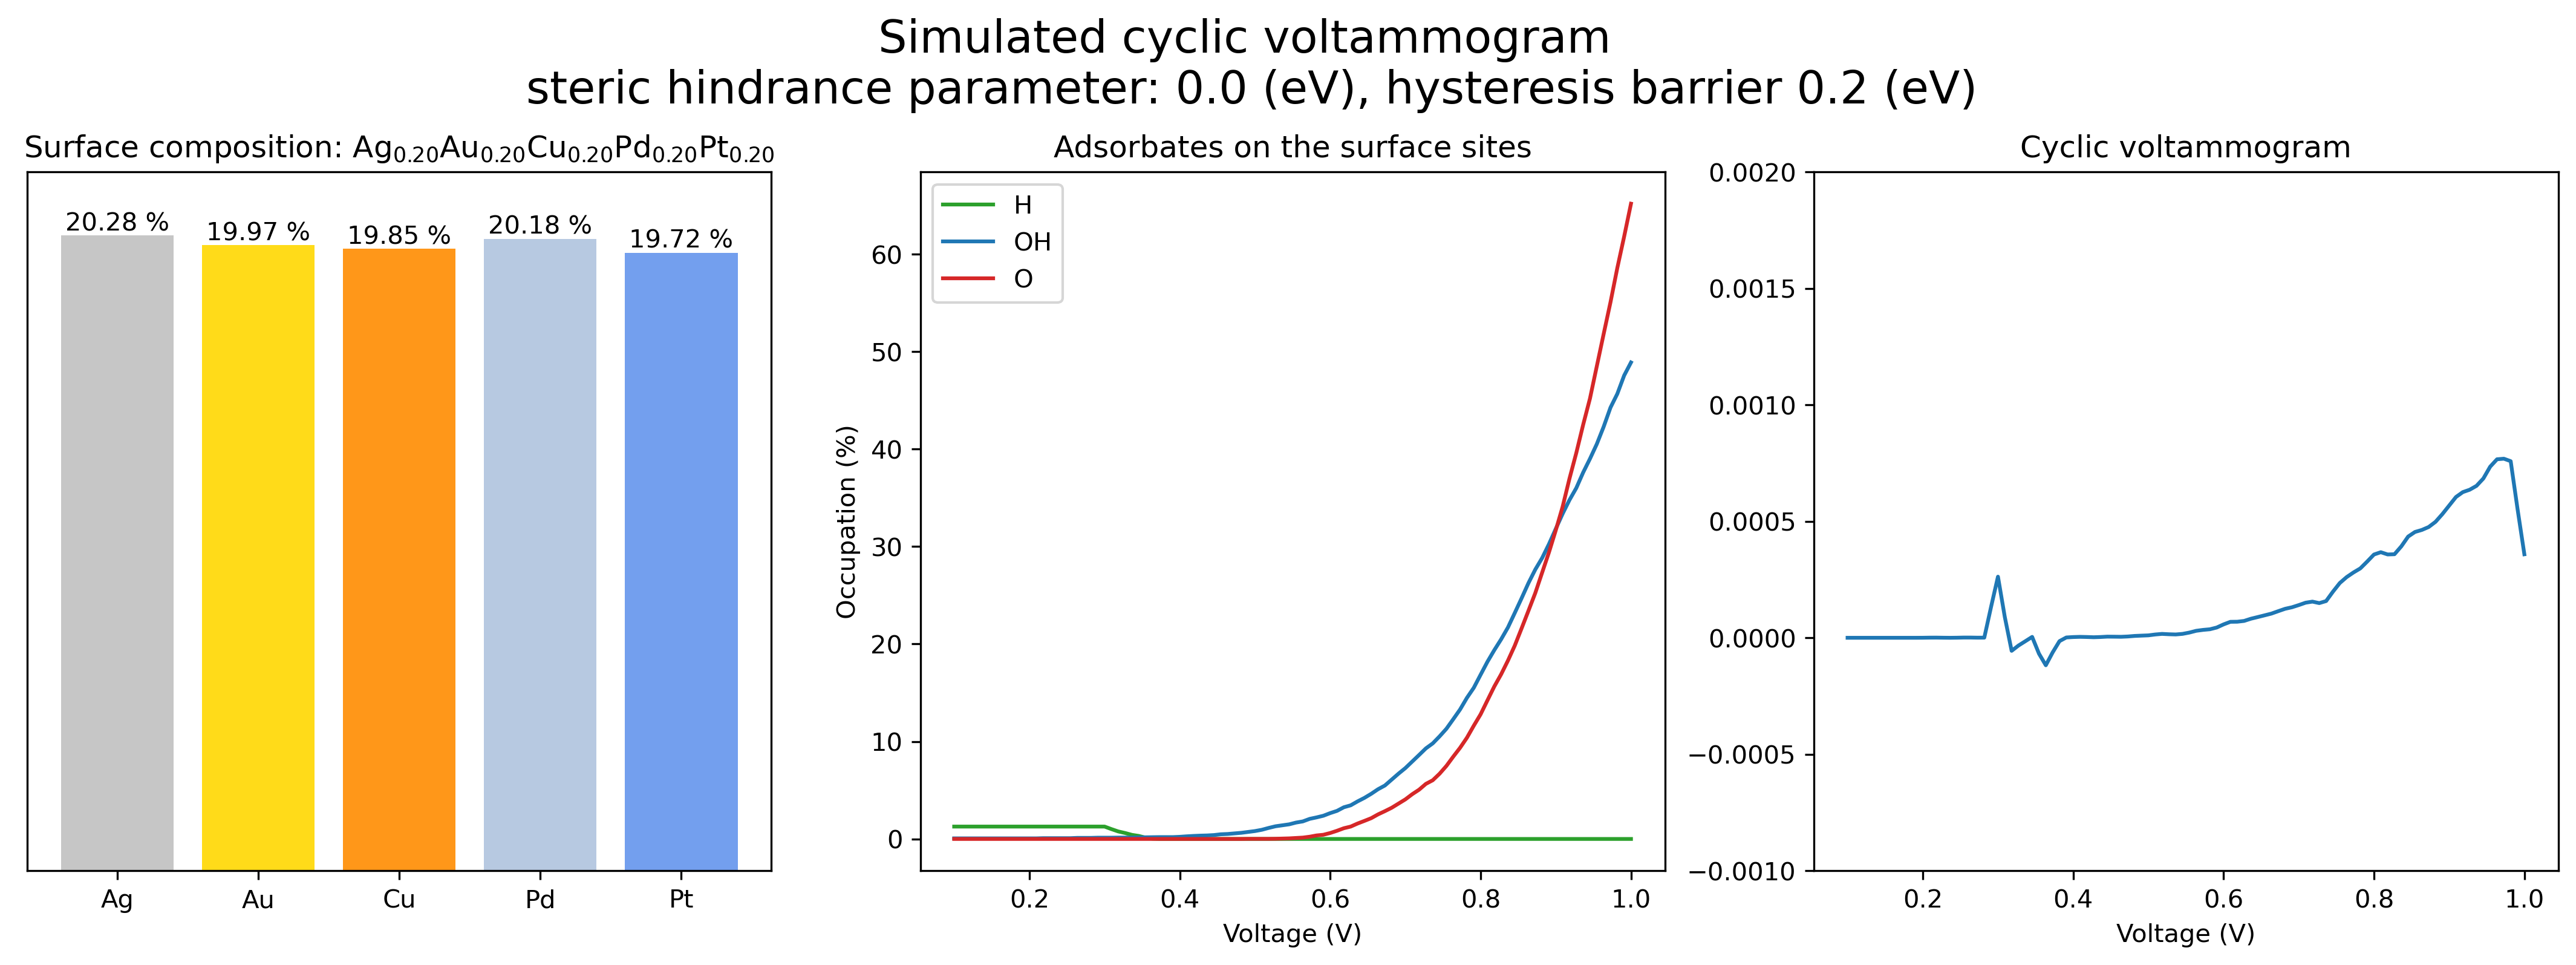 Simulated cyclic voltammogram
steric hindrance parameter: 0.0 (eV), hysteresis barrier 0.2 (eV)
Surface composition: Ag0.20Au0.20Cu0.20Pd0.20Pt0.20
20.28 %
19.97 %
19.85 %
20.18 %
19.72 %
Ag
Au
Cu
Pd
Pt
Adsorbates on the surface sites
H
OH
O
Occupation (%)
60
50
40
30
20
10
0
0.2
0.4
0.6
0.8
1.0
Voltage (V)
Cyclic voltammogram
0.0020
0.0015
0.0010
0.0005
0.0000
−0.0005
−0.0010
0.2
0.4
0.6
0.8
1.0
Voltage (V)